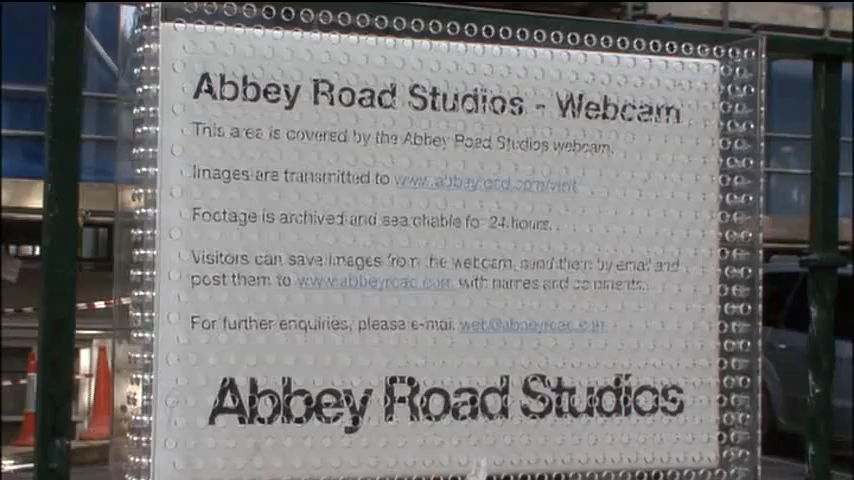 Abbey Road Studios - Webcam
This area is covered by the Abbey Road Studios webcam.
Images are transmitted to www.abbeyroad.com/visit
Footage is archived and searchable for 24 hours.
Visitors can save images from the webcam, send them by email and
post them to www.abbeyroad.com with names and comments.
For further enquiries, please e-mail web@abbeyroad.com
Abbey Road Studios